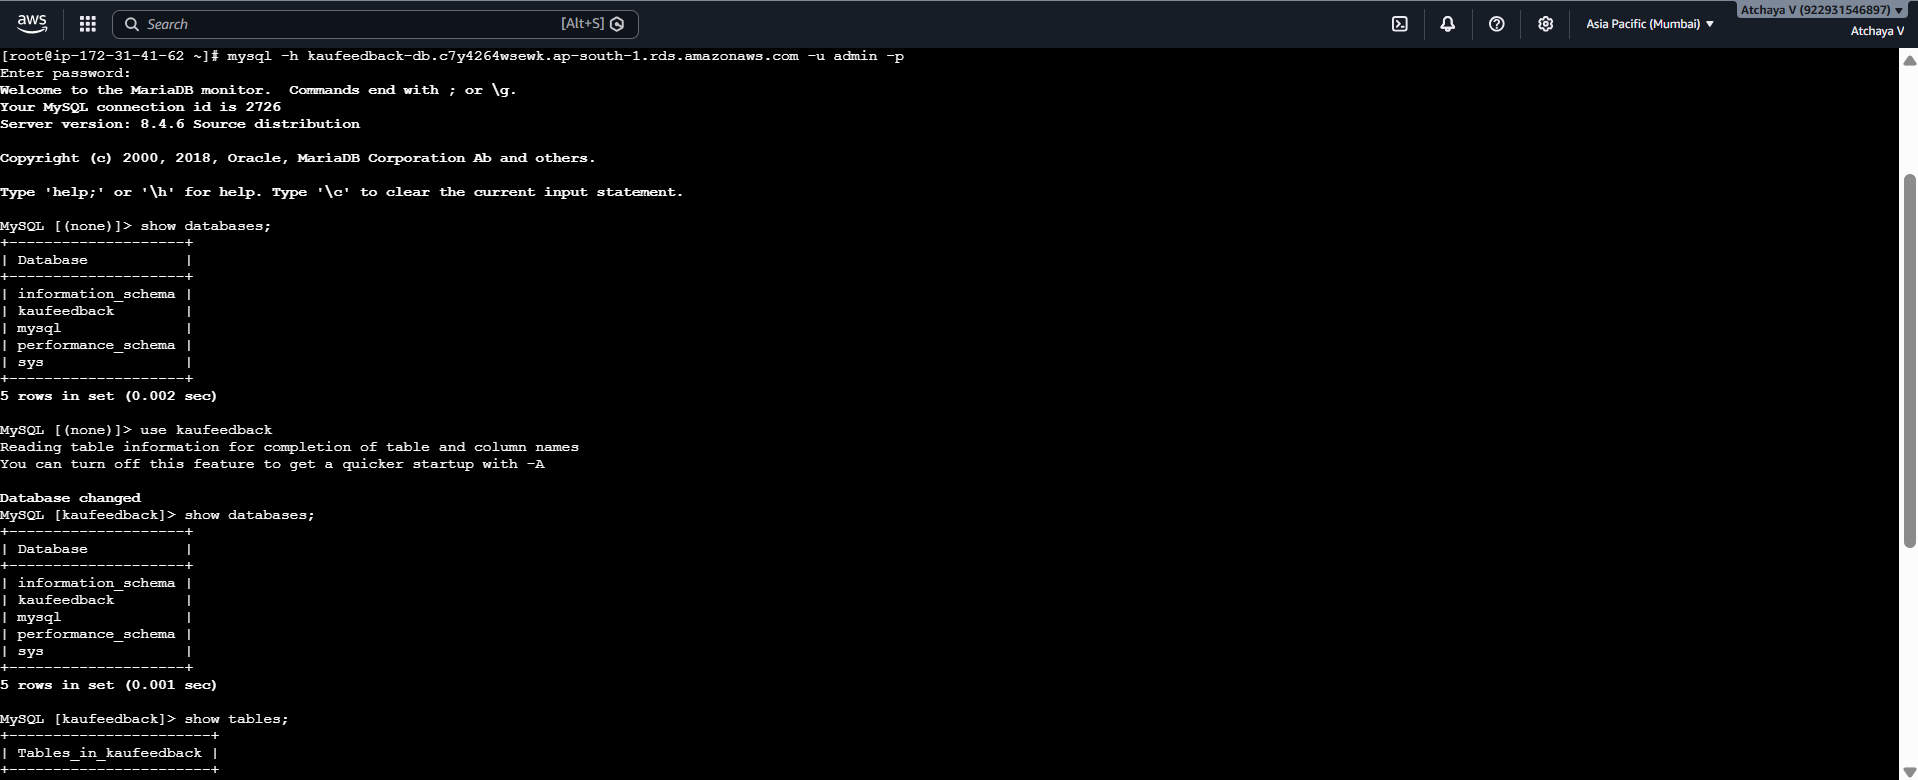 aws
Search
[Alt+S]
Asia Pacific (Mumbai)
Atchaya V (922931546897)
Atchaya V
[root@ip-172-31-41-62 ~]# mysql -h kaufeedback-db.c7y4264wsewk.ap-south-1.rds.amazonaws.com -u admin -p
Enter password:
Welcome to the MariaDB monitor.  Commands end with ; or \g.
Your MySQL connection id is 2726
Server version: 8.4.6 Source distribution
Copyright (c) 2000, 2018, Oracle, MariaDB Corporation Ab and others.
Type 'help;' or '\h' for help. Type '\c' to clear the current input statement.
MySQL [(none)]> show databases;
+--------------------+
| Database           |
+--------------------+
| information_schema |
| kaufeedback        |
| mysql              |
| performance_schema |
| sys                |
+--------------------+
5 rows in set (0.002 sec)
MySQL [(none)]> use kaufeedback
Reading table information for completion of table and column names
You can turn off this feature to get a quicker startup with -A
Database changed
MySQL [kaufeedback]> show databases;
+--------------------+
| Database           |
+--------------------+
| information_schema |
| kaufeedback        |
| mysql              |
| performance_schema |
| sys                |
+--------------------+
5 rows in set (0.001 sec)
MySQL [kaufeedback]> show tables;
+-----------------------+
| Tables_in_kaufeedback |
+-----------------------+